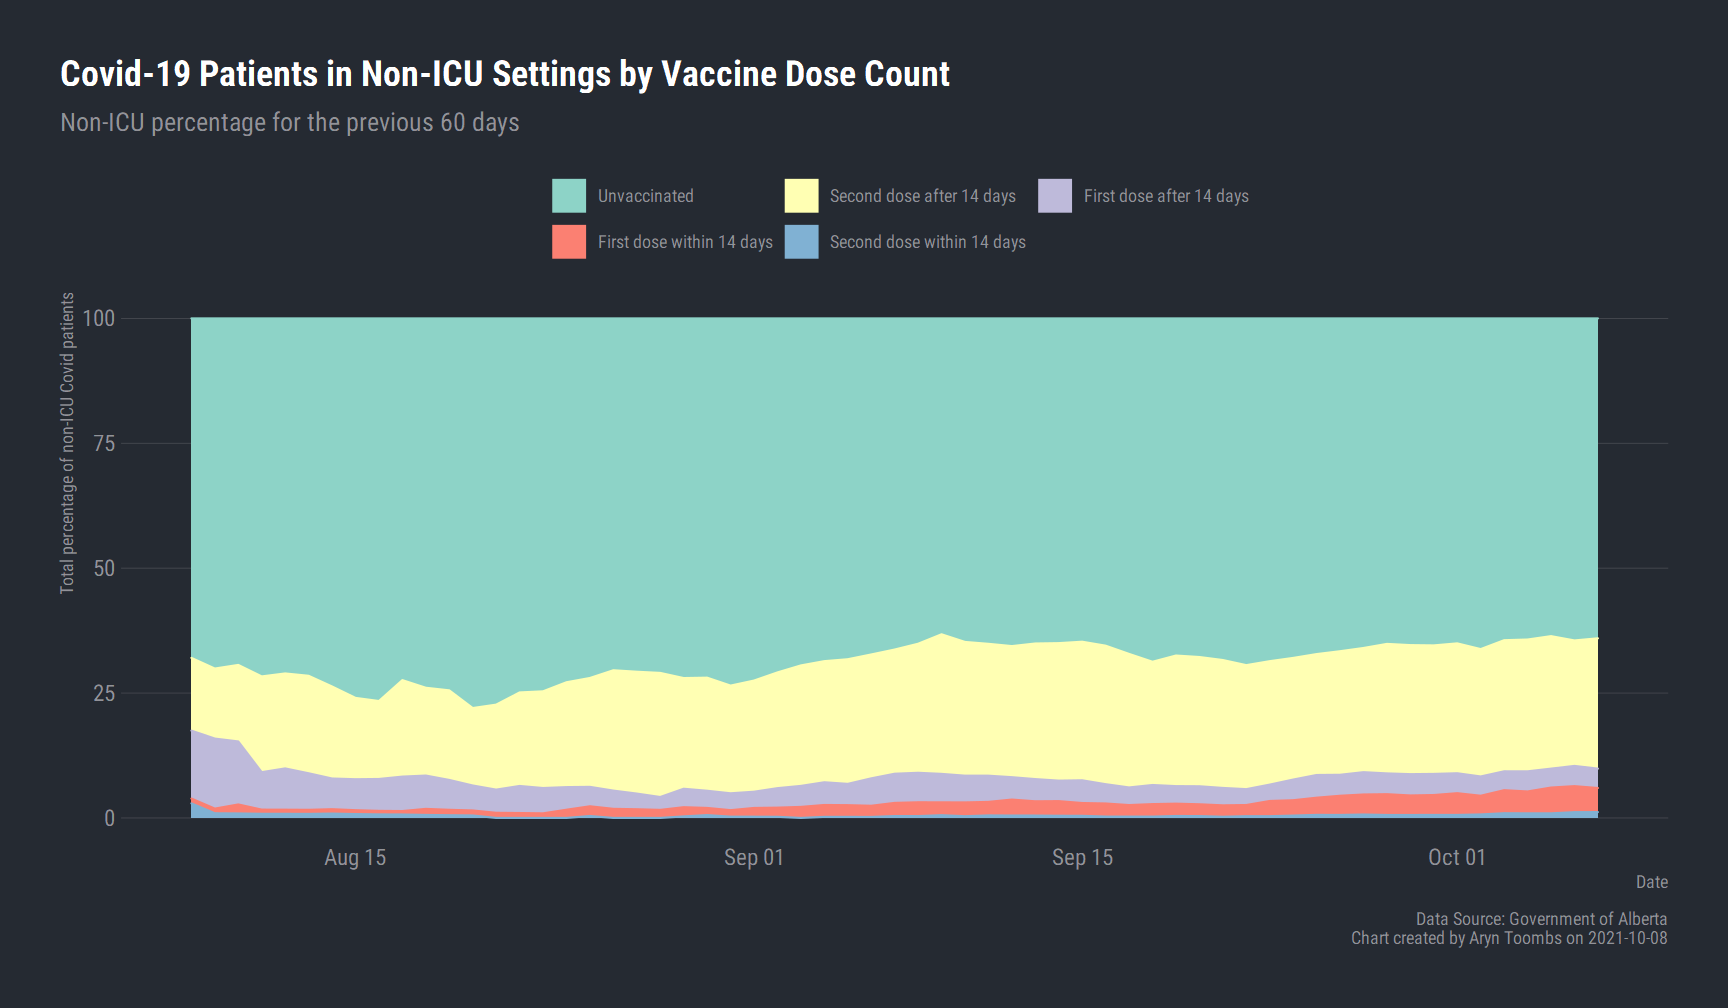 Covid-19 Patients in Non-ICU Settings by Vaccine Dose Count
Non-ICU percentage for the previous 60 days
Unvaccinated
Second dose after 14 days
First dose after 14 days
First dose within 14 days
Second dose within 14 days
Total percentage of non-ICU Covid patients
100
75
50
25
0
Aug 15
Sep 01
Sep 15
Oct 01
Date
Data Source: Government of Alberta
Chart created by Aryn Toombs on 2021-10-08